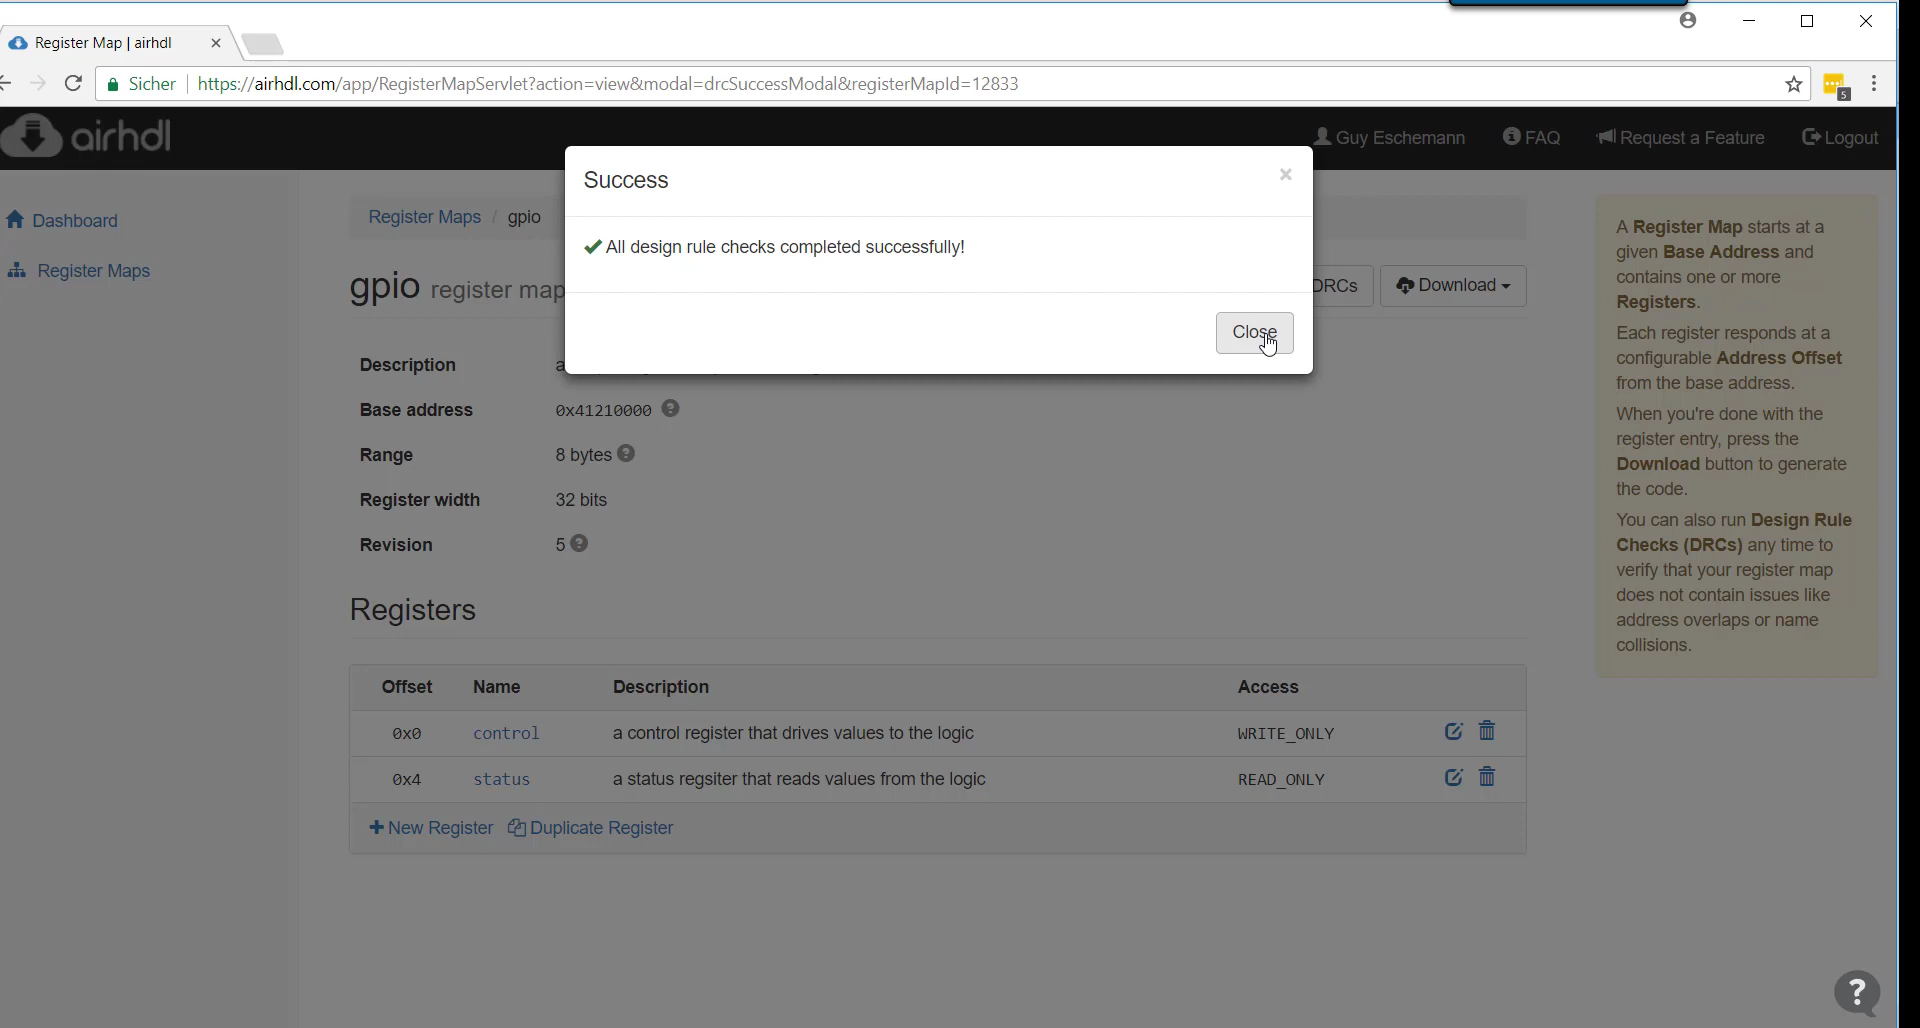 Register Map | airhdl
Sicher https://airhdl.com/app/RegisterMapServlet?action=view&modal=drcSuccessModal&registerMapId=12833
5
airhdl
Guy Eschemann FAQ Request a Feature Logout
Dashboard
Register Maps
Register Maps / gpio
Success
×
All design rule checks completed successfully!
Close
gpio register map
DRCs Download
Description a
Base address 0x41210000 ?
Range 8 bytes ?
Register width 32 bits
Revision 5 ?
Registers
Offset Name Description Access
0x0 control a control register that drives values to the logic WRITE_ONLY
0x4 status a status regsiter that reads values from the logic READ_ONLY
New Register Duplicate Register
A Register Map starts at a
given Base Address and
contains one or more
Registers.
Each register responds at a
configurable Address Offset
from the base address.
When you're done with the
register entry, press the
Download button to generate
the code.
You can also run Design Rule
Checks (DRCs) any time to
verify that your register map
does not contain issues like
address overlaps or name
collisions.
?